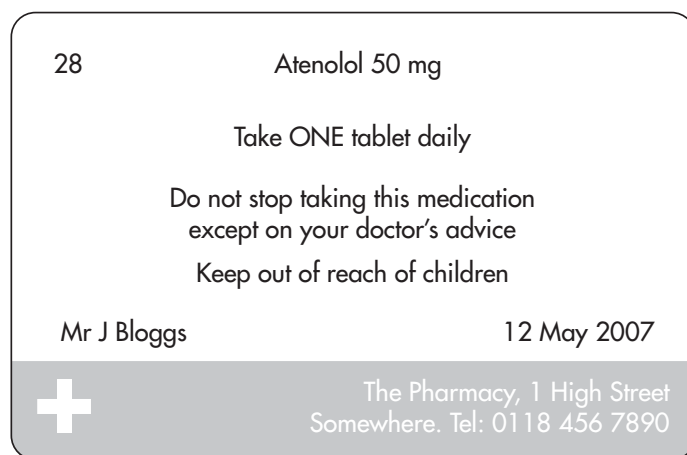 28 Atenolol 50 mg
Take ONE tablet daily
Do not stop taking this medication
except on your doctor's advice
Keep out of reach of children
Mr J Bloggs 12 May 2007
The Pharmacy, 1 High Street
Somewhere. Tel: 0118 456 7890